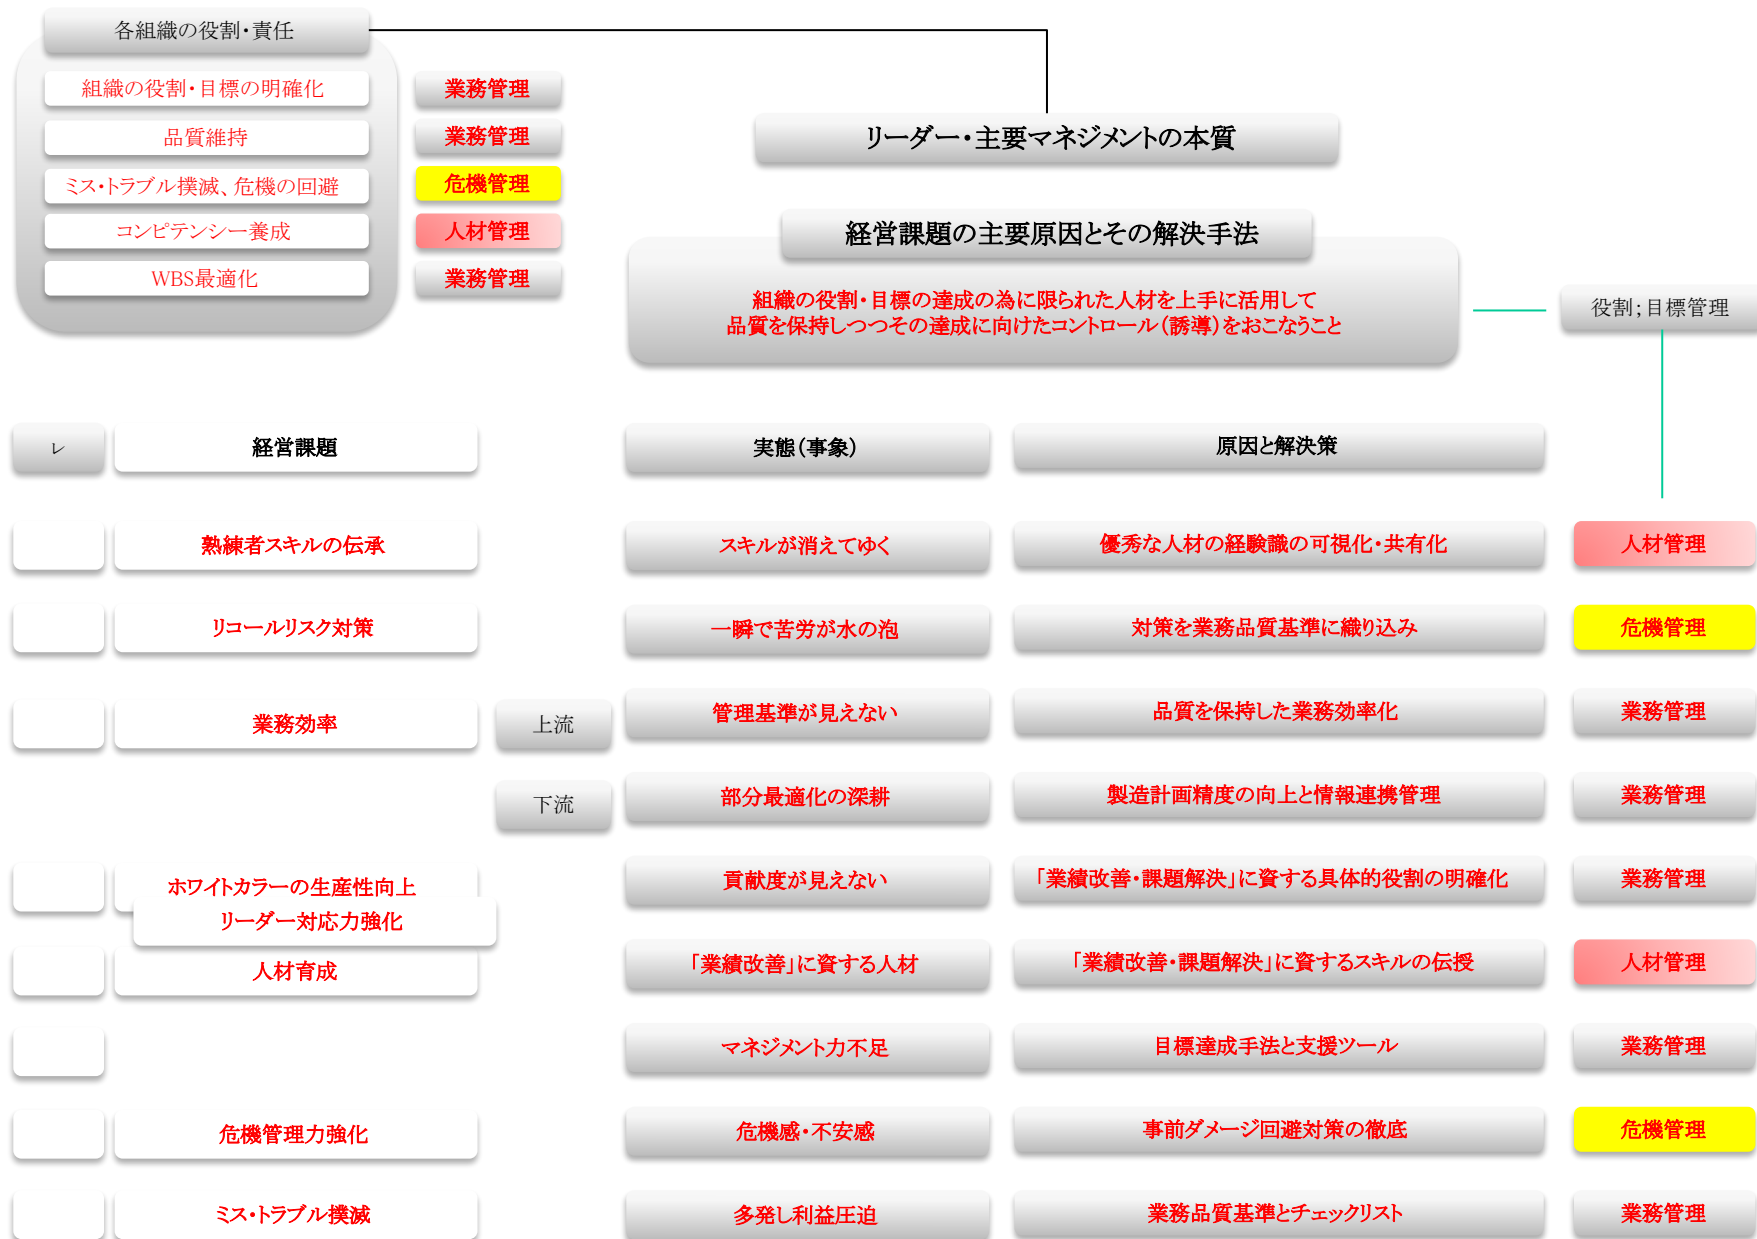 各組織の役割・責任
組織の役割・目標の明確化
業務管理
品質維持
業務管理
ミス・トラブル撲滅、危機の回避
危機管理
コンピテンシー養成
人材管理
WBS最適化
業務管理
リーダー・主要マネジメントの本質
経営課題の主要原因とその解決手法
組織の役割・目標の達成の為に限られた人材を上手に活用して
品質を保持しつつその達成に向けたコントロール(誘導)をおこなうこと
役割;目標管理
レ
経営課題
実態(事象)
原因と解決策
熟練者スキルの伝承
スキルが消えてゆく
優秀な人材の経験識の可視化・共有化
人材管理
リコールリスク対策
一瞬で苦労が水の泡
対策を業務品質基準に織り込み
危機管理
業務効率
上流
管理基準が見えない
品質を保持した業務効率化
業務管理
下流
部分最適化の深耕
製造計画精度の向上と情報連携管理
業務管理
ホワイトカラーの生産性向上
貢献度が見えない
「業績改善・課題解決」に資する具体的役割の明確化
業務管理
リーダー対応力強化
人材育成
「業績改善」に資する人材
「業績改善・課題解決」に資するスキルの伝授
人材管理
マネジメント力不足
目標達成手法と支援ツール
業務管理
危機管理力強化
危機感・不安感
事前ダメージ回避対策の徹底
危機管理
ミス・トラブル撲滅
多発し利益圧迫
業務品質基準とチェックリスト
業務管理